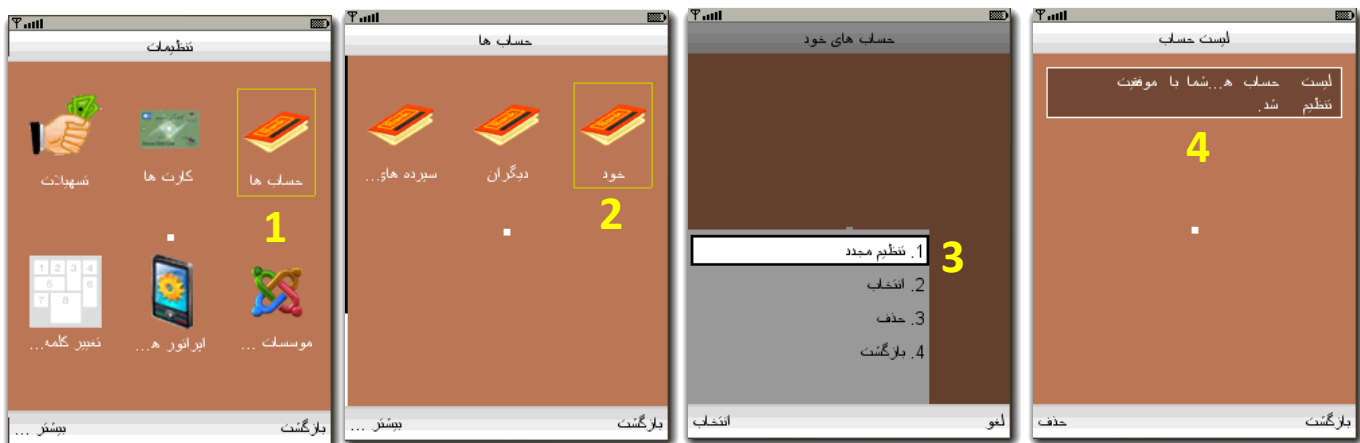 تنظیمات
حساب ها
کارت ها
تسهیلات
1
موسسات ...
اپراتور ه...
تغییر کلمه...
بازگشت
بیشتر ...
حساب ها
خود
دیگران
سپرده های...
2
بازگشت
بیشتر ...
حساب های خود
1. تنظیم مجدد
2. انتخاب
3. حذف
4. بازگشت
3
لغو
انتخاب
لیست حساب
لیست حساب ه...شما با موفقیت
تنظیم شد.
4
بازگشت
حذف